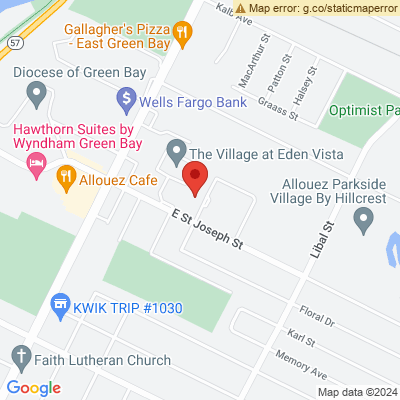 Map error: g.co/staticmaperror
Kalb Ave
Gallagher's Pizza -
East Green Bay
57
MacArthur St
Patton St
Halsey St
Graass St
Diocese of Green Bay
Wells Fargo Bank
Optimist Pa
Hawthorn Suites by
Wyndham Green Bay
The Village at Eden Vista
Allouez Cafe
Allouez Parkside
Village By Hillcrest
E St Joseph St
Libal St
KWIK TRIP #1030
Floral Dr
Karl St
Memory Ave
Faith Lutheran Church
Google
Map data ©2024